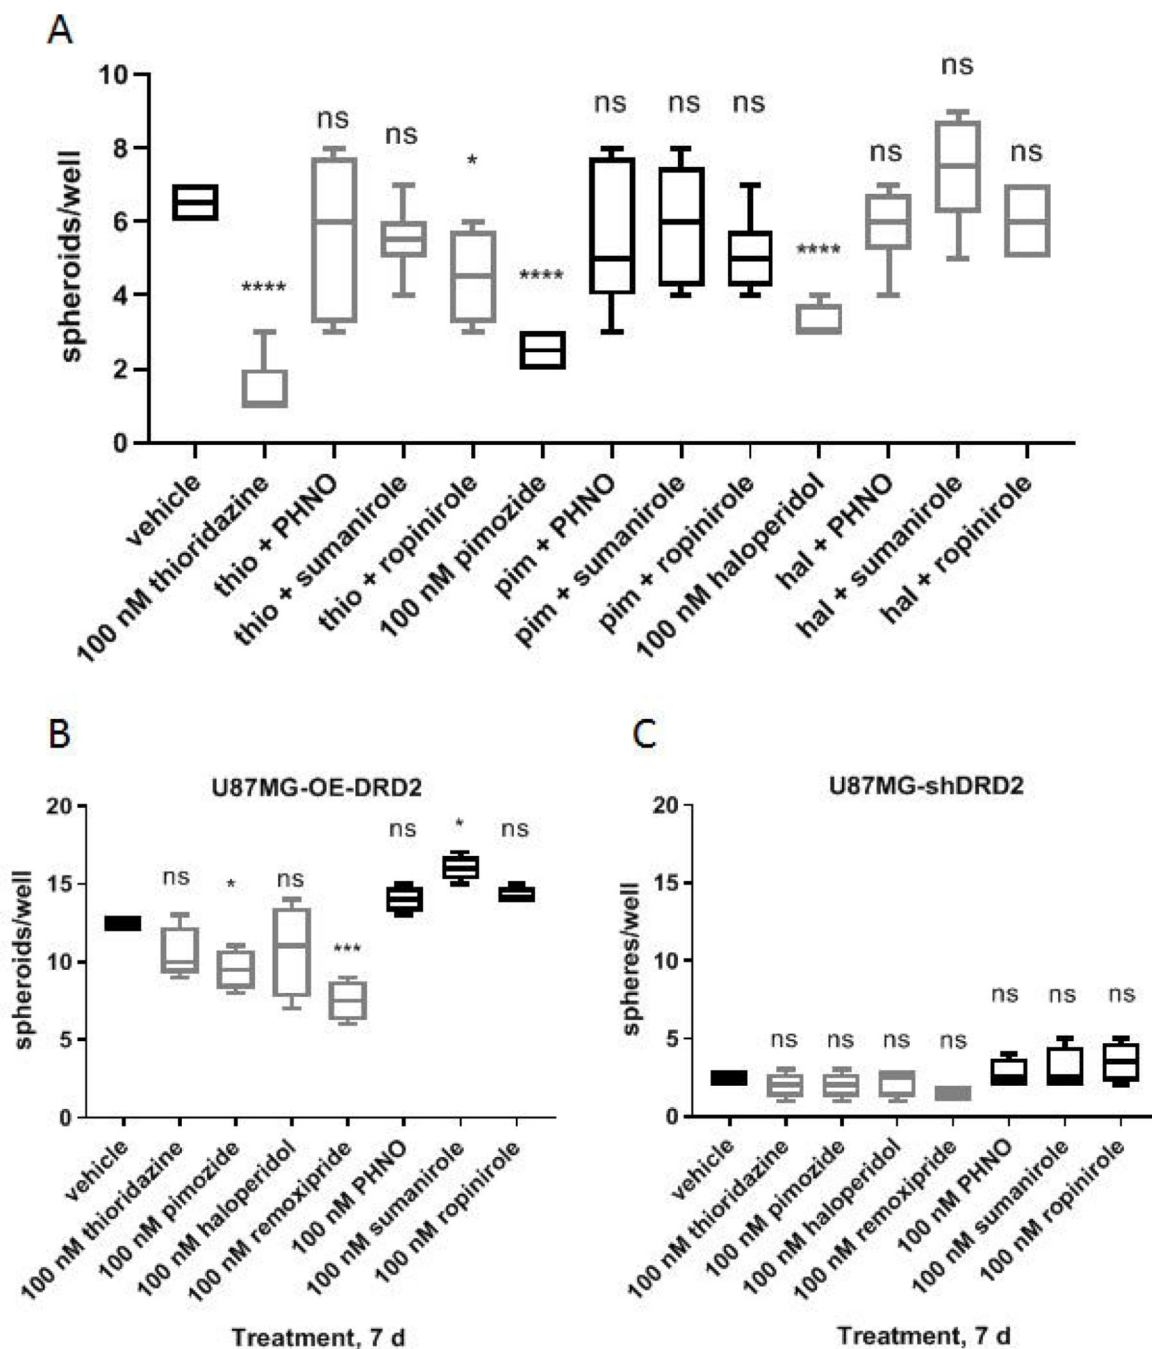 A
spheroids/well
10
8
6
4
2
0
****
ns
ns
*
****
ns
ns
ns
****
ns
ns
ns
vehicle
100 nM thioridazine
thio + PHNO
thio + sumanirole
thio + ropinirole
100 nM pimozide
pim + PHNO
pim + sumanirole
pim + ropinirole
100 nM haloperidol
hal + PHNO
hal + sumanirole
hal + ropinirole
B
U87MG-OE-DRD2
spheroids/well
20
15
10
5
0
ns
*
ns
***
ns
*
ns
vehicle
100 nM thioridazine
100 nM pimozide
100 nM haloperidol
100 nM remoxipride
100 nM PHNO
100 nM sumanirole
100 nM ropinirole
Treatment, 7 d
C
U87MG-shDRD2
spheres/well
20
15
10
5
0
ns
ns
ns
ns
ns
ns
ns
vehicle
100 nM thioridazine
100 nM pimozide
100 nM haloperidol
100 nM remoxipride
100 nM PHNO
100 nM sumanirole
100 nM ropinirole
Treatment, 7 d